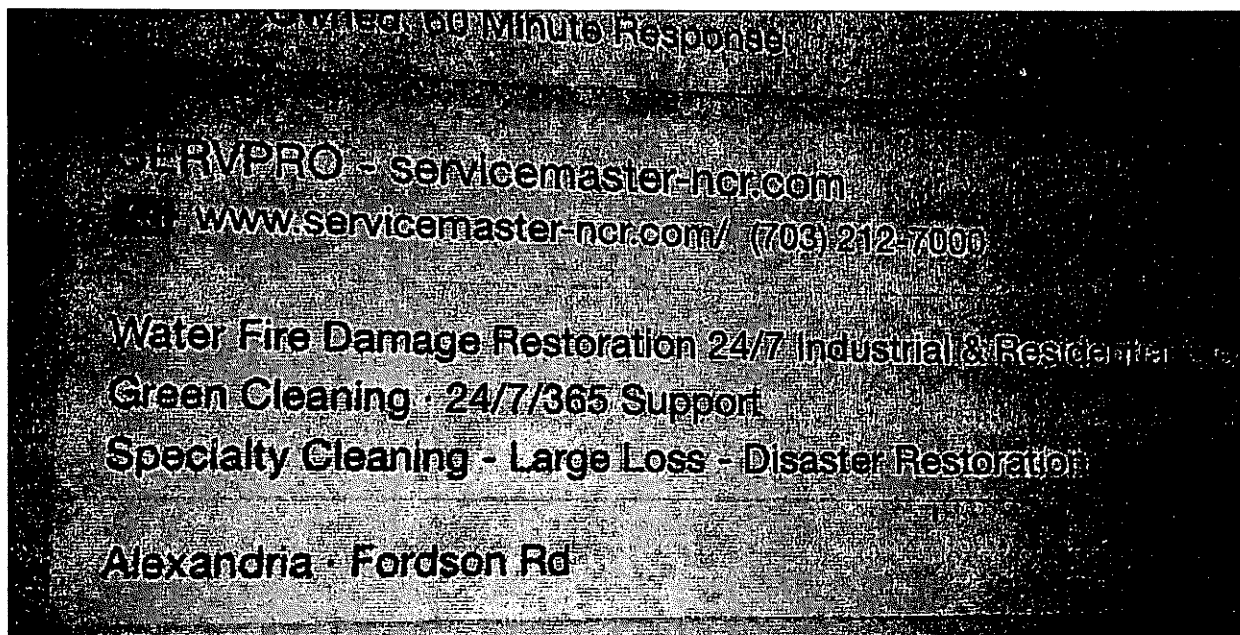 Owned, 60 Minute Response
SERVPRO - servicemaster-ncr.com
www.servicemaster-ncr.com/ (703) 212-7000
Water Fire Damage Restoration 24/7 Industrial & Residential
Green Cleaning · 24/7/365 Support
Specialty Cleaning - Large Loss - Disaster Restoration
Alexandria · Fordson Rd